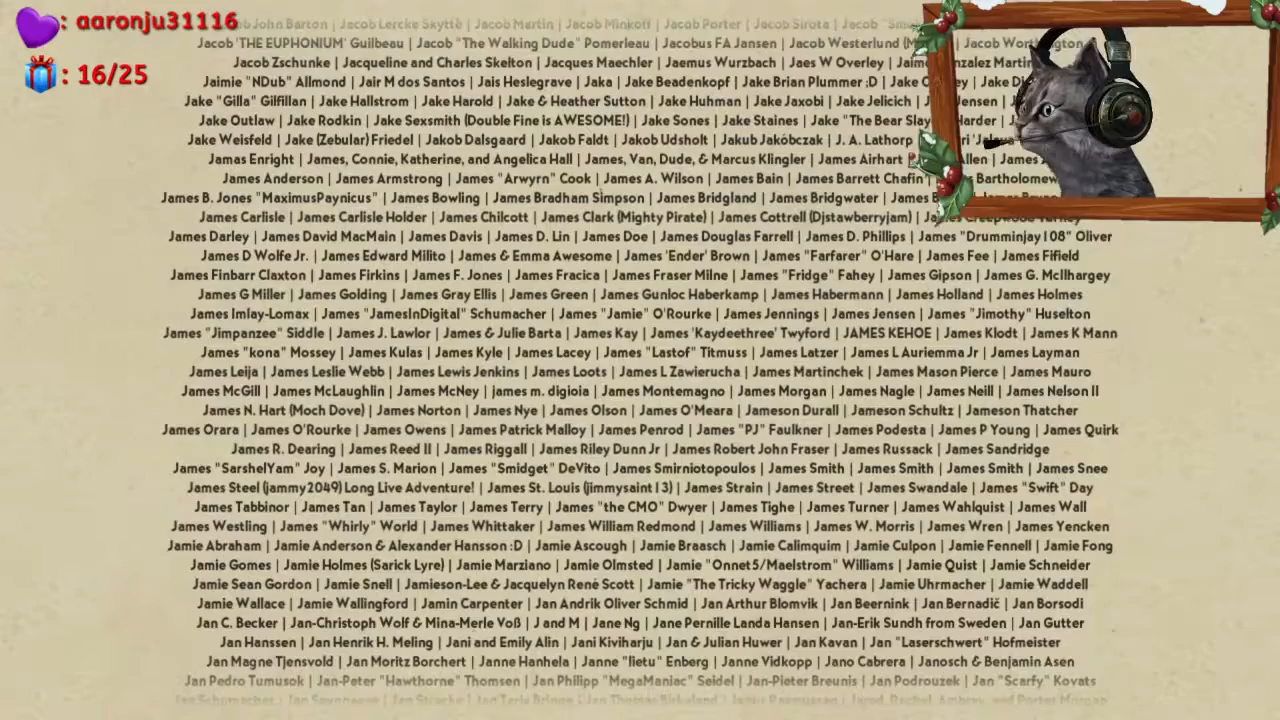 : aaronju31116
: 16/25
John Barton | Jacob Lercke Skytte | Jacob Martin | Jacob Minkoff | Jacob Porter | Jacob Sirota | Jacob
Jacob 'THE EUPHONIUM' Guilbeau | Jacob "The Walking Dude" Pomerleau | Jacobus FA Jansen | Jacob Westerlund
Jacob Zschunke | Jacqueline and Charles Skelton | Jacques Maechler | Jaemus Wurzbach | Jaes W Overley |
Jaimie "NDub" Allmond | Jair M dos Santos | Jais Heslegrave | Jaka | Jake Beadenkopf | Jake Brian Plummer ;D | Jake
Jake "Gilla" Gilfillan | Jake Hallstrom | Jake Harold | Jake & Heather Sutton | Jake Huhman | Jake Jaxobi | Jake Jelicich | Jensen | Jake
Jake Outlaw | Jake Rodkin | Jake Sexsmith (Double Fine is AWESOME!) | Jake Sones | Jake Staines | Jake "The Bear
Jake Weisfeld | Jake (Zebular) Friedel | Jakob Dalsgaard | Jakob Faldt | Jakob Udsholt | Jakub Jakóbczak | J. A. Lathorp
Jamas Enright | James, Connie, Katherine, and Angelica Hall | James, Van, Dude, & Marcus Klingler | James Airhart | Allen | James
James Anderson | James Armstrong | James "Arwyrn" Cook | James A. Wilson | James Bain | James Barrett Chafin | Bartholomew
James B. Jones "MaximusPaynicus" | James Bowling | James Bradham Simpson | James Bridgland | James Bridgwater | James
James Carlisle | James Carlisle Holder | James Chilcott | James Clark (Mighty Pirate) | James Cottrell (Djstawberryjam) |
James Darley | James David MacMain | James Davis | James D. Lin | James Doe | James Douglas Farrell | James D. Phillips | James "Drumminjay108" Oliver
James D Wolfe Jr. | James Edward Milito | James & Emma Awesome | James 'Ender' Brown | James "Farfarer" O'Hare | James Fee | James Fifield
James Finbarr Claxton | James Firkins | James F. Jones | James Fracica | James Fraser Milne | James "Fridge" Fahey | James Gipson | James G. McIlhargey
James G Miller | James Golding | James Gray Ellis | James Green | James Gunloc Haberkamp | James Habermann | James Holland | James Holmes
James Imlay-Lomax | James "JamesInDigital" Schumacher | James "Jamie" O'Rourke | James Jennings | James Jensen | James "Jimothy" Huselton
James "Jimpanzee" Siddle | James J. Lawlor | James & Julie Barta | James Kay | James 'Kaydeethree' Twyford | JAMES KEHOE | James Klodt | James K Mann
James "kona" Mossey | James Kulas | James Kyle | James Lacey | James "Lastof" Titmuss | James Latzer | James L Auriemma Jr | James Layman
James Leija | James Leslie Webb | James Lewis Jenkins | James Loots | James L Zawierucha | James Martinchek | James Mason Pierce | James Mauro
James McGill | James McLaughlin | James McNey | james m. digioia | James Montemagno | James Morgan | James Nagle | James Neill | James Nelson II
James N. Hart (Moch Dove) | James Norton | James Nye | James Olson | James O'Meara | Jameson Durall | Jameson Schultz | Jameson Thatcher
James Orara | James O'Rourke | James Owens | James Patrick Malloy | James Penrod | James "PJ" Faulkner | James Podesta | James P Young | James Quirk
James R. Dearing | James Reed II | James Riggall | James Riley Dunn Jr | James Robert John Fraser | James Russack | James Sandridge
James "SarshelYam" Joy | James S. Marion | James "Smidget" DeVito | James Smirniotopoulos | James Smith | James Smith | James Smith | James Snee
James Steel (jammy2049) Long Live Adventure! | James St. Louis (jimmysaint13) | James Strain | James Street | James Swandale | James "Swift" Day
James Tabbinor | James Tan | James Taylor | James Terry | James "the CMO" Dwyer | James Tighe | James Turner | James Wahlquist | James Wall
James Westling | James "Whirly" World | James Whittaker | James William Redmond | James Williams | James W. Morris | James Wren | James Yencken
Jamie Abraham | Jamie Anderson & Alexander Hansson :D | Jamie Ascough | Jamie Braasch | Jamie Calimquim | Jamie Culpon | Jamie Fennell | Jamie Fong
Jamie Gomes | Jamie Holmes (Sarick Lyre) | Jamie Marziano | Jamie Olmsted | Jamie "Onnet5/Maelstrom" Williams | Jamie Quist | Jamie Schneider
Jamie Sean Gordon | Jamie Snell | Jamieson-Lee & Jacquelyn René Scott | Jamie "The Tricky Waggle" Yachera | Jamie Uhrmacher | Jamie Waddell
Jamie Wallace | Jamie Wallingford | Jamin Carpenter | Jan Andrik Oliver Schmid | Jan Arthur Blomvik | Jan Beernink | Jan Bernadič | Jan Borsodi
Jan C. Becker | Jan-Christoph Wolf & Mina-Merle Voß | J and M | Jane Ng | Jane Pernille Landa Hansen | Jan-Erik Sundh from Sweden | Jan Gutter
Jan Hanssen | Jan Henrik H. Meling | Jani and Emily Alin | Jani Kiviharju | Jan & Julian Huwer | Jan Kavan | Jan "Laserschwert" Hofmeister
Jan Magne Tjensvold | Jan Moritz Borchert | Janne Hanhela | Janne "lietu" Enberg | Janne Vidkopp | Jano Cabrera | Janosch & Benjamin Asen
Jan Pedro Tumusok | Jan-Peter "Hawthorne" Thomsen | Jan Philipp "MegaManiac" Seidel | Jan-Pieter Breunis | Jan Podrouzek | Jan "Scarfy" Kovats